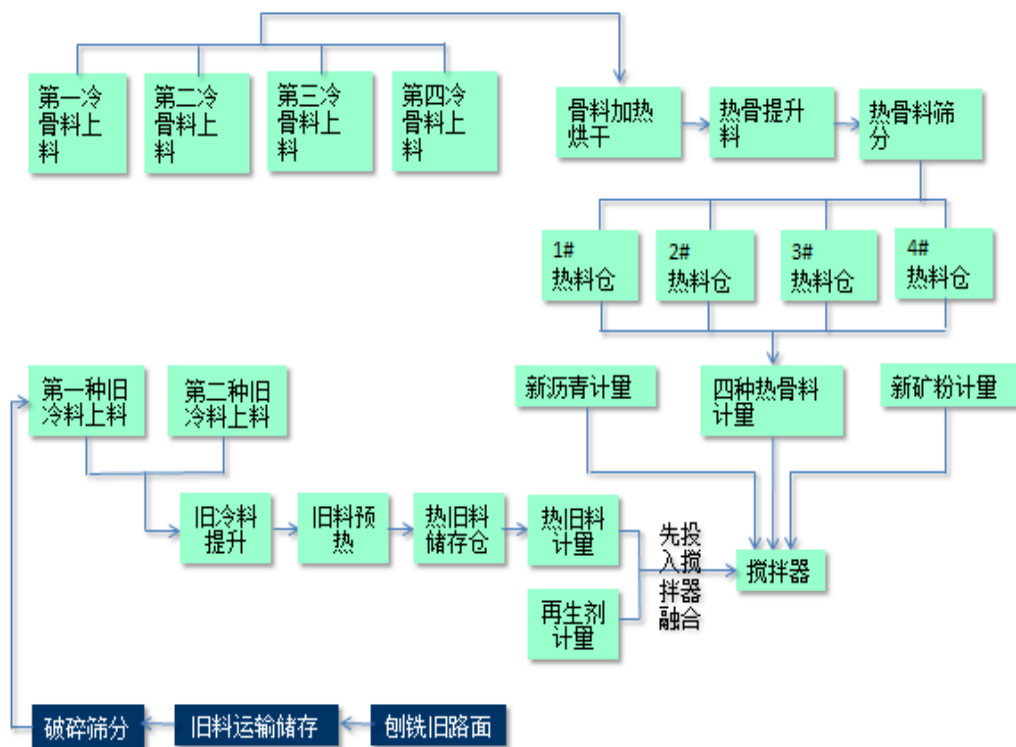 第一冷
骨料上
料
第二冷
骨料上
料
第三冷
骨料上
料
第四冷
骨料上
料
骨料加热
烘干
热骨提升
料
热骨料筛
分
1#
热料仓
2#
热料仓
3#
热料仓
4#
热料仓
第一种旧
冷料上料
第二种旧
冷料上料
新沥青计量
四种热骨料
计量
新矿粉计量
旧冷料
提升
旧料预
热
热旧料
储存仓
热旧料
计量
再生剂
计量
先投
入搅
拌器
融合
搅拌器
破碎筛分
旧料运输储存
刨铣旧路面